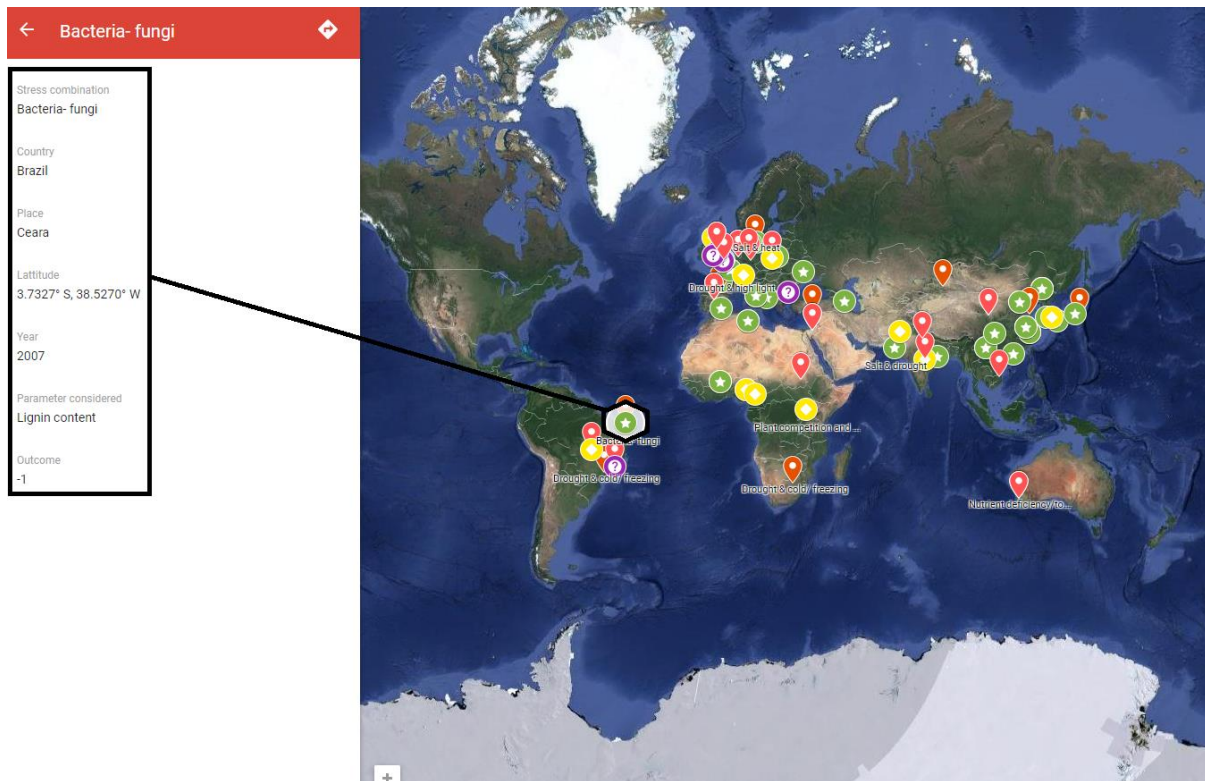 Bacteria- fungi
Stress combination
Bacteria- fungi
Country
Brazil
Place
Ceara
Lattitude
3.7327° S, 38.5270° W
Year
2007
Parameter considered
Lignin content
Outcome
-1
Salt & heat
Drought & high light
Salt & drought
Plant competition and ...
Bacteria- fungi
Drought & cold/ freezing
Drought & cold/ freezing
Nutrient deficiency/to...